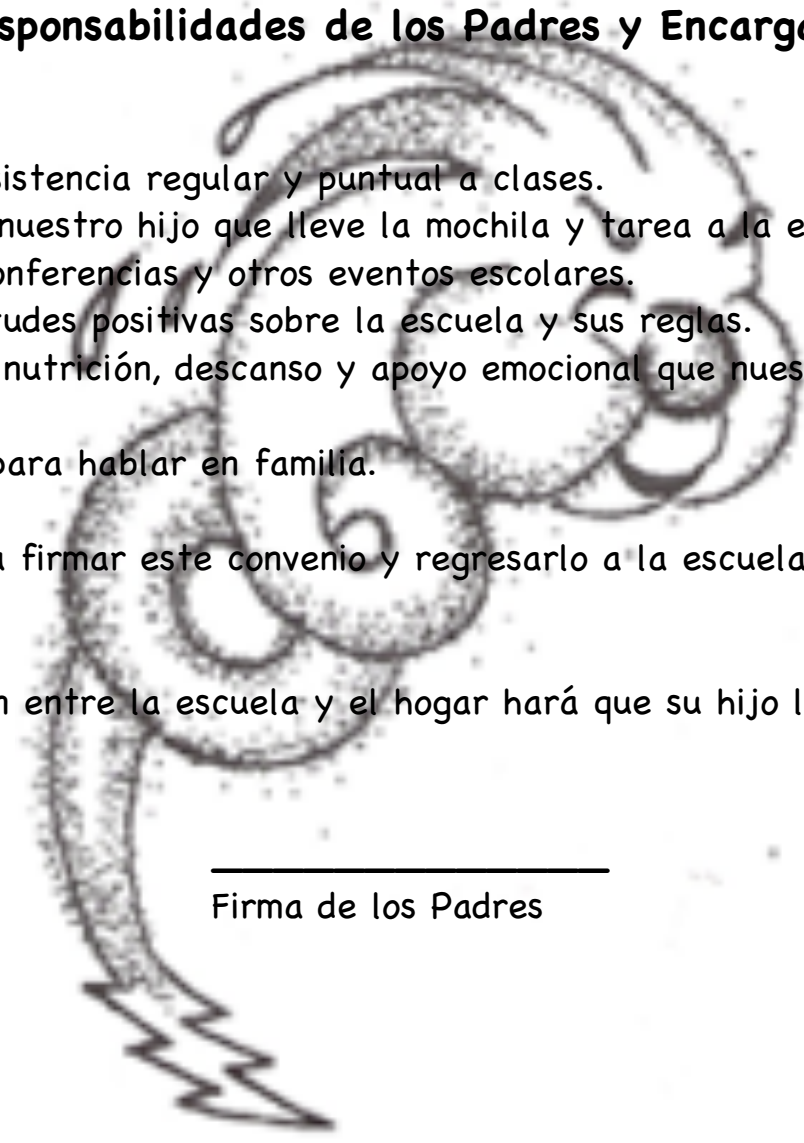 sponsabilidades de los Padres y Encarga
istencia regular y puntual a clases.
nuestro hijo que lleve la mochila y tarea a la e
onferencias y otros eventos escolares.
udes positivas sobre la escuela y sus reglas.
nutrición, descanso y apoyo emocional que nues
para hablar en familia.
a firmar este convenio y regresarlo a la escuela
n entre la escuela y el hogar hará que su hijo l
Firma de los Padres